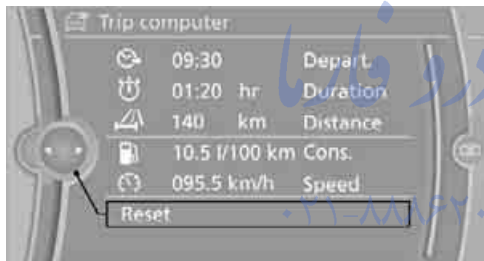 Trip computer
09:30 Depart.
01:20 hr Duration
140 km Distance
10.5 l/100 km Cons.
095.5 km/h Speed
Reset